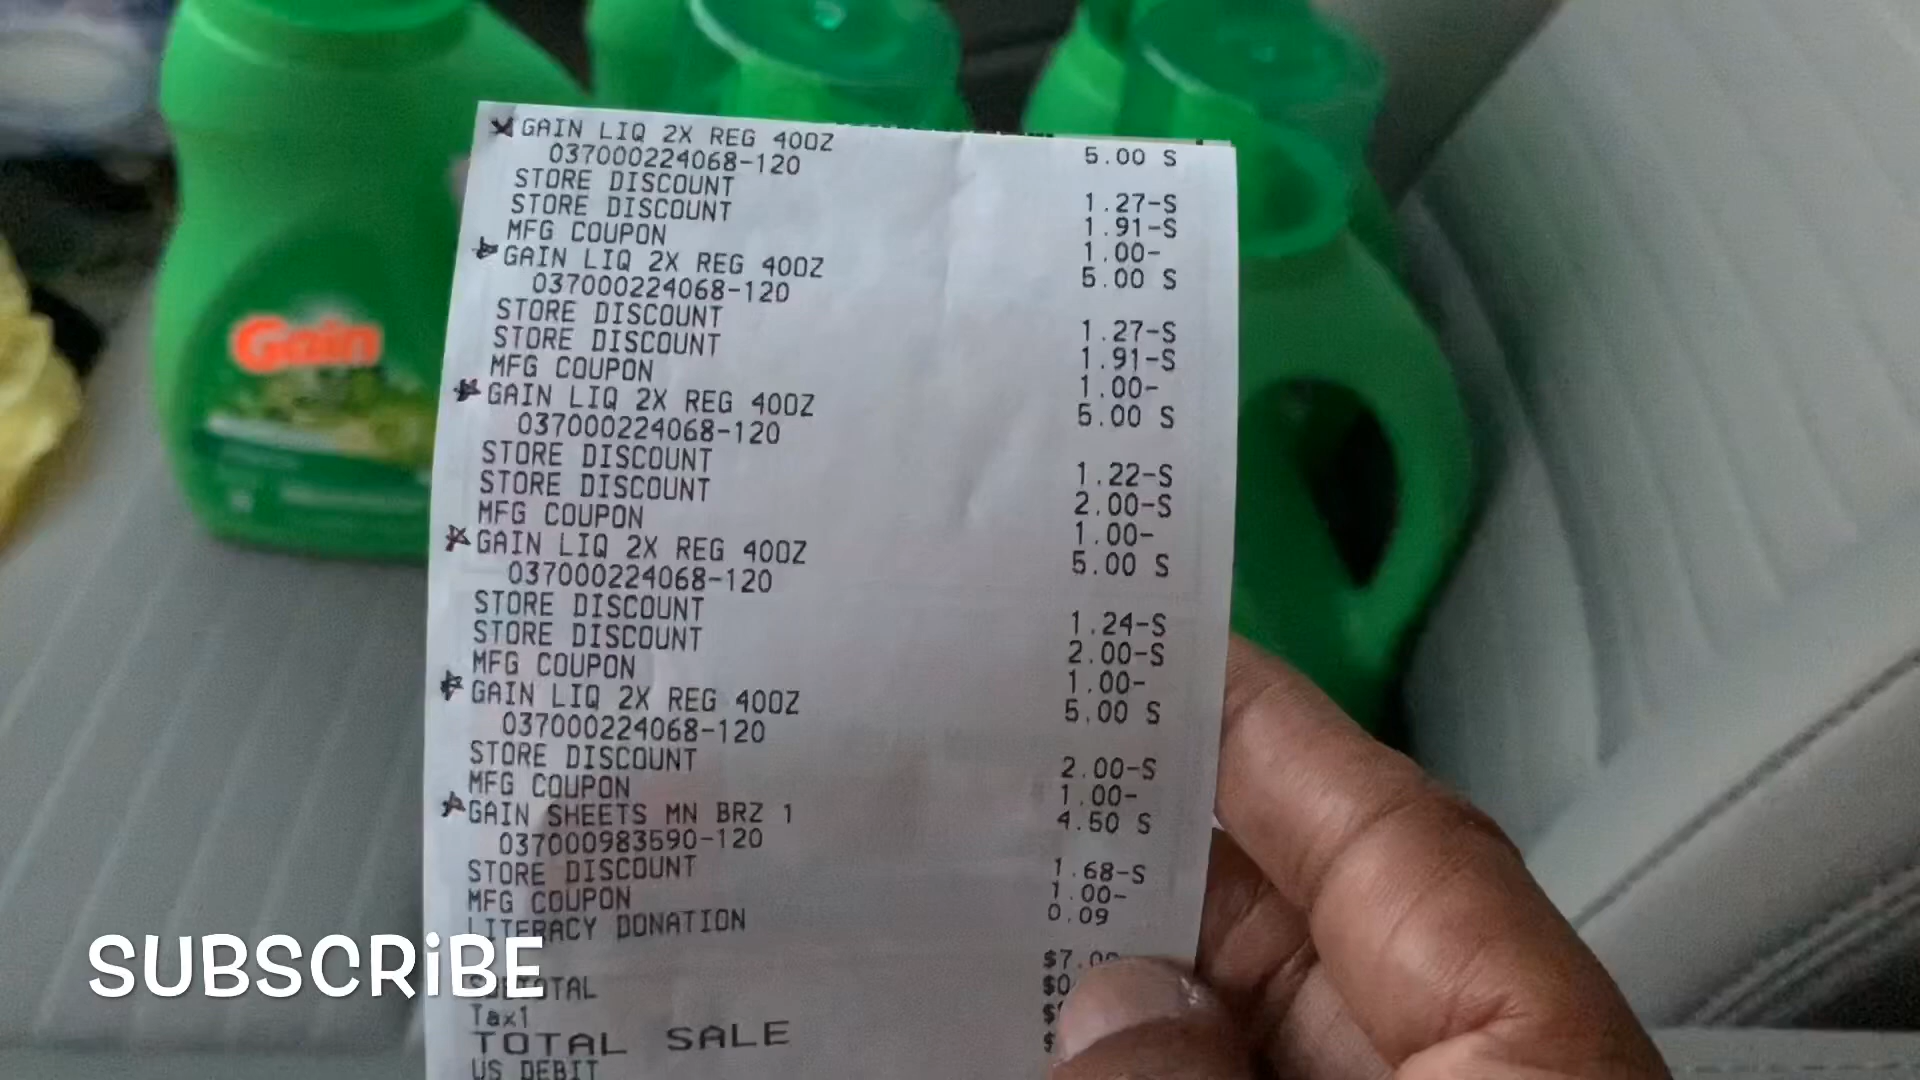 Gain
GAIN LIQ 2X REG 40OZ 5.00 S
037000224068-120
STORE DISCOUNT 1.27-S
STORE DISCOUNT 1.91-S
MFG COUPON 1.00-
GAIN LIQ 2X REG 40OZ 5.00 S
037000224068-120
STORE DISCOUNT 1.27-S
STORE DISCOUNT 1.91-S
MFG COUPON 1.00-
GAIN LIQ 2X REG 40OZ 5.00 S
037000224068-120
STORE DISCOUNT 1.22-S
STORE DISCOUNT 2.00-S
MFG COUPON 1.00-
GAIN LIQ 2X REG 40OZ 5.00 S
037000224068-120
STORE DISCOUNT 1.24-S
STORE DISCOUNT 2.00-S
MFG COUPON 1.00-
GAIN LIQ 2X REG 40OZ 5.00 S
037000224068-120
STORE DISCOUNT 2.00-S
MFG COUPON 1.00-
GAIN SHEETS MN BRZ 1 4.50 S
037000983590-120
STORE DISCOUNT 1.68-S
MFG COUPON 1.00-
LITERACY DONATION 0.09
SUBSCRiBE
SUBTOTAL
Tax1
TOTAL SALE
US DEBIT